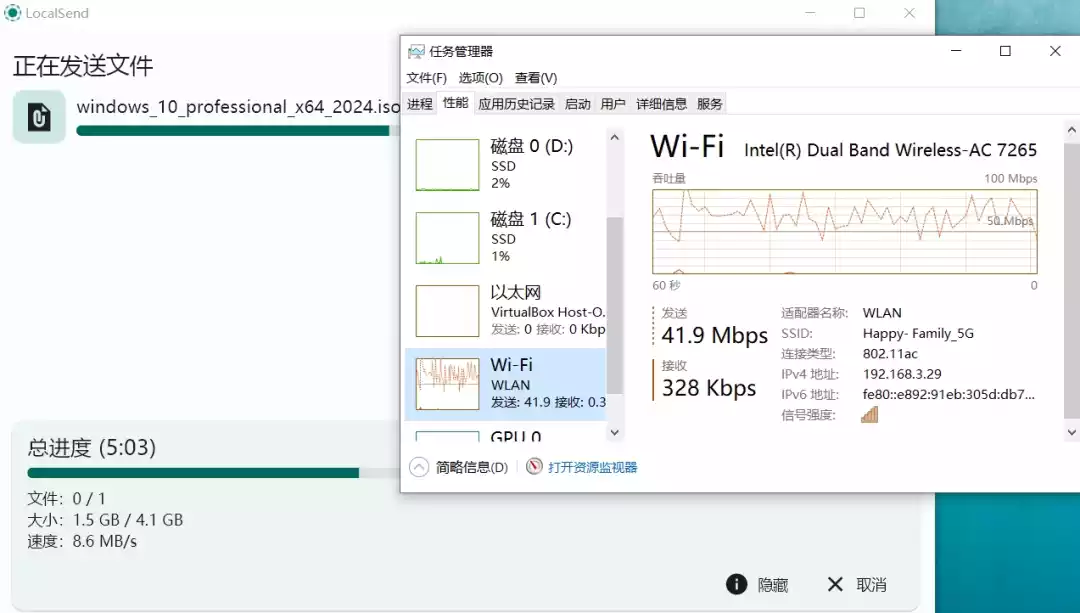 LocalSend
正在发送文件
windows_10_professional_x64_2024.iso
总进度 (5:03)
文件: 0 / 1
大小: 1.5 GB / 4.1 GB
速度: 8.6 MB/s
隐藏
取消
任务管理器
文件(F) 选项(O) 查看(V)
进程 性能 应用历史记录 启动 用户 详细信息 服务
磁盘 0 (D:)
SSD
2%
磁盘 1 (C:)
SSD
1%
以太网
VirtualBox Host-O.
发送: 0 接收: 0 Kbp
Wi-Fi
WLAN
发送: 41.9 接收: 0.3
GPU 0
Wi-Fi Intel(R) Dual Band Wireless-AC 7265
吞吐量 100 Mbps
50 Mbps
60 秒 0
发送
41.9 Mbps
接收
328 Kbps
适配器名称: WLAN
SSID: Happy- Family_5G
连接类型: 802.11ac
IPv4 地址: 192.168.3.29
IPv6 地址: fe80::e892:91eb:305d:db7...
信号强度:
简略信息(D) 打开资源监视器